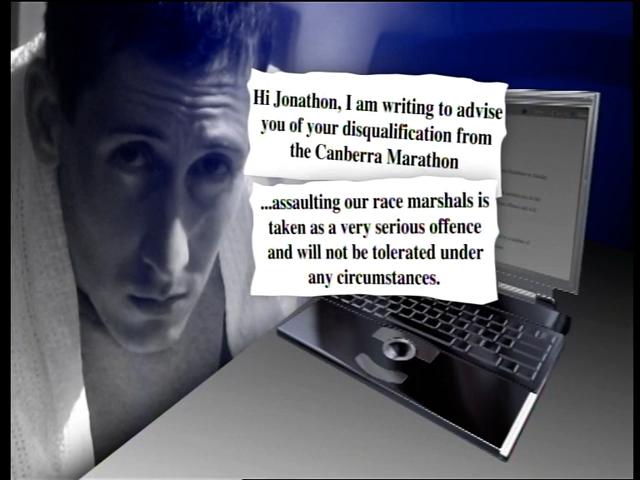 Hi Jonathon, I am writing to advise
you of your disqualification from
the Canberra Marathon
...assaulting our race marshals is
taken as a very serious offence
and will not be tolerated under
any circumstances.